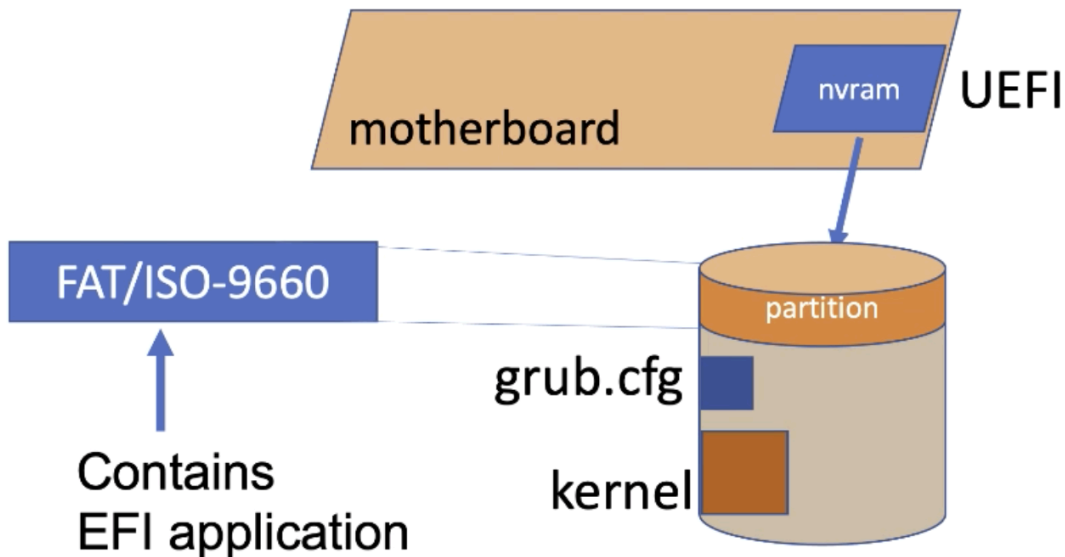 nvram
UEFI
motherboard
FAT/ISO-9660
partition
grub.cfg
kernel
Contains
EFI application